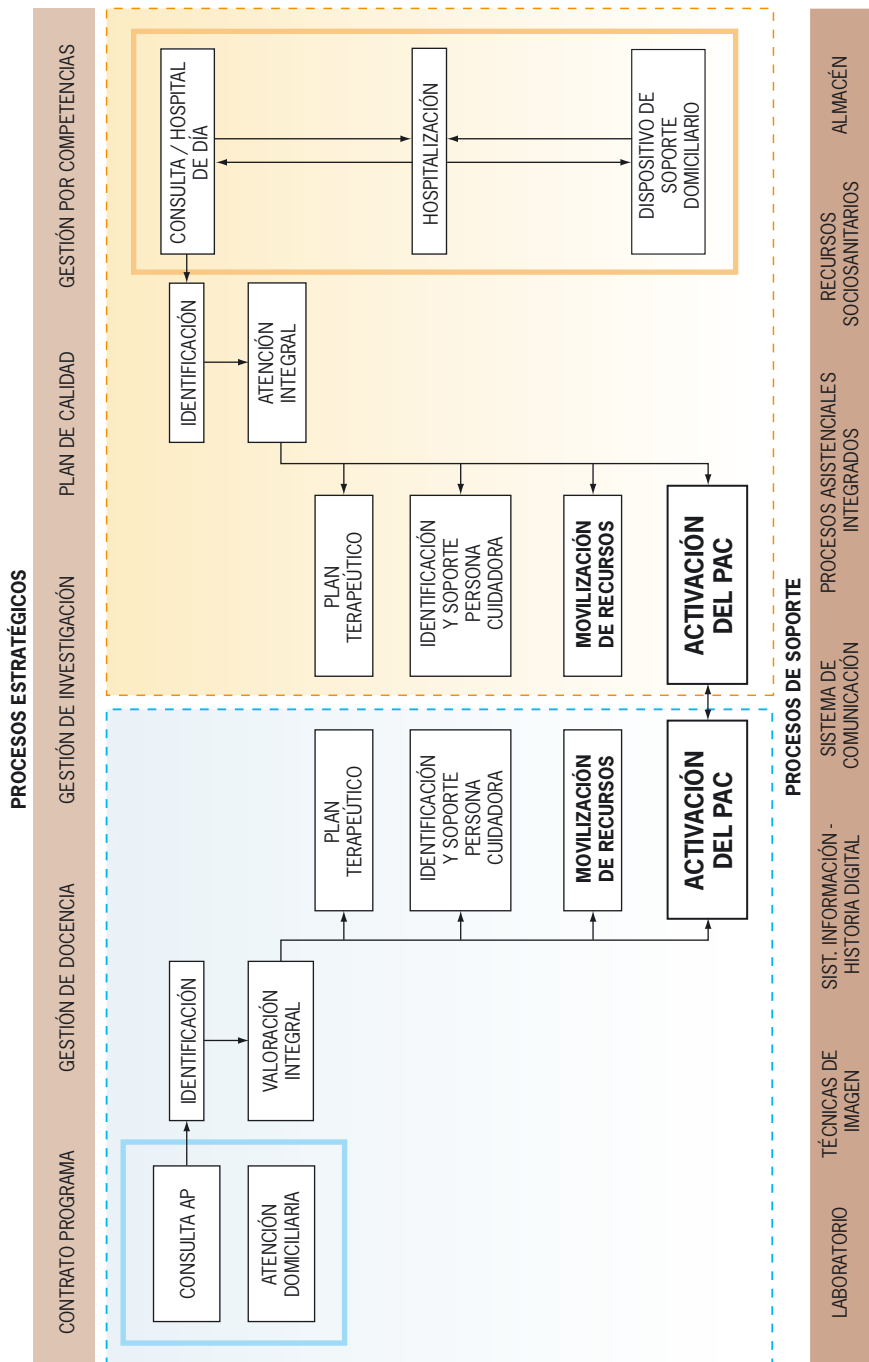 PROCESOS ESTRATÉGICOS
CONTRATO PROGRAMA
GESTIÓN DE DOCENCIA
GESTIÓN DE INVESTIGACIÓN
PLAN DE CALIDAD
GESTIÓN POR COMPETENCIAS
CONSULTA AP
ATENCIÓN
DOMICILIARIA
IDENTIFICACIÓN
VALORACIÓN
INTEGRAL
PLAN
TERAPEÚTICO
IDENTIFICACIÓN
Y SOPORTE
PERSONA
CUIDADORA
MOVILIZACIÓN
DE RECURSOS
ACTIVACIÓN
DEL PAC
CONSULTA / HOSPITAL
DE DÍA
HOSPITALIZACIÓN
DISPOSITIVO DE
SOPORTE
DOMICILIARIO
IDENTIFICACIÓN
ATENCIÓN
INTEGRAL
PLAN
TERAPEÚTICO
IDENTIFICACIÓN
Y SOPORTE
PERSONA
CUIDADORA
MOVILIZACIÓN
DE RECURSOS
ACTIVACIÓN
DEL PAC
PROCESOS DE SOPORTE
LABORATORIO
TÉCNICAS DE
IMAGEN
SIST. INFORMACIÓN -
HISTORIA DIGITAL
SISTEMA DE
COMUNICACIÓN
PROCESOS ASISTENCIALES
INTEGRADOS
RECURSOS
SOCIOSANITARIOS
ALMACÉN